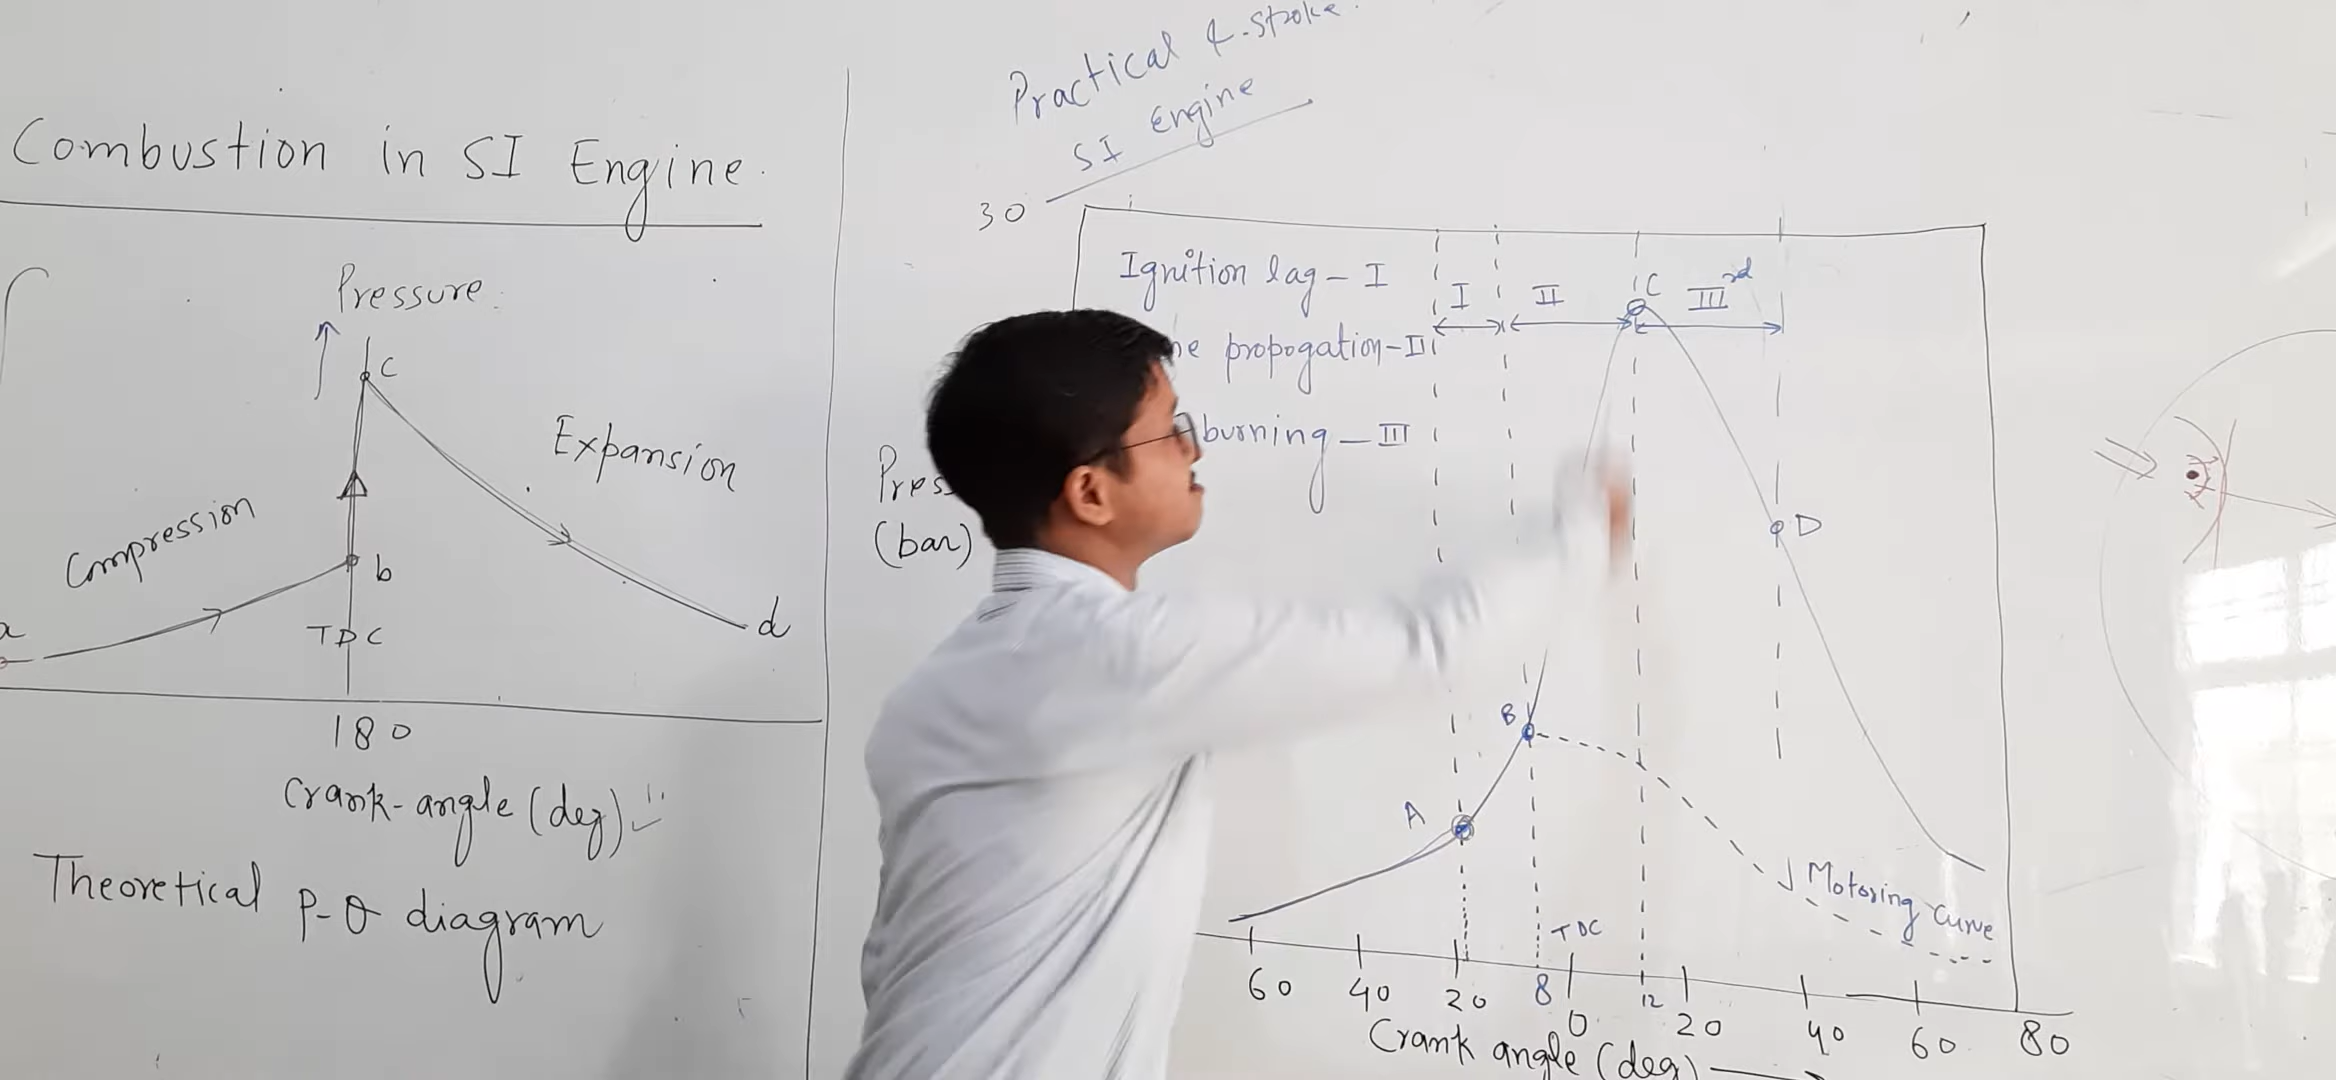 Combustion in SI Engine.
Pressure
c
Expansion
Compression
b
a
TDC
d
180
Crank-angle (deg)
Theoretical P-θ diagram
Practical 4-stroke
SI Engine
30
Ignition lag - I
propogation - II
burning - III
I II III rd
C
(bar)
D
B
A
Motoring Curve
TDC
60 40 20 8 0 12 20 40 60 80
Crank angle (deg)